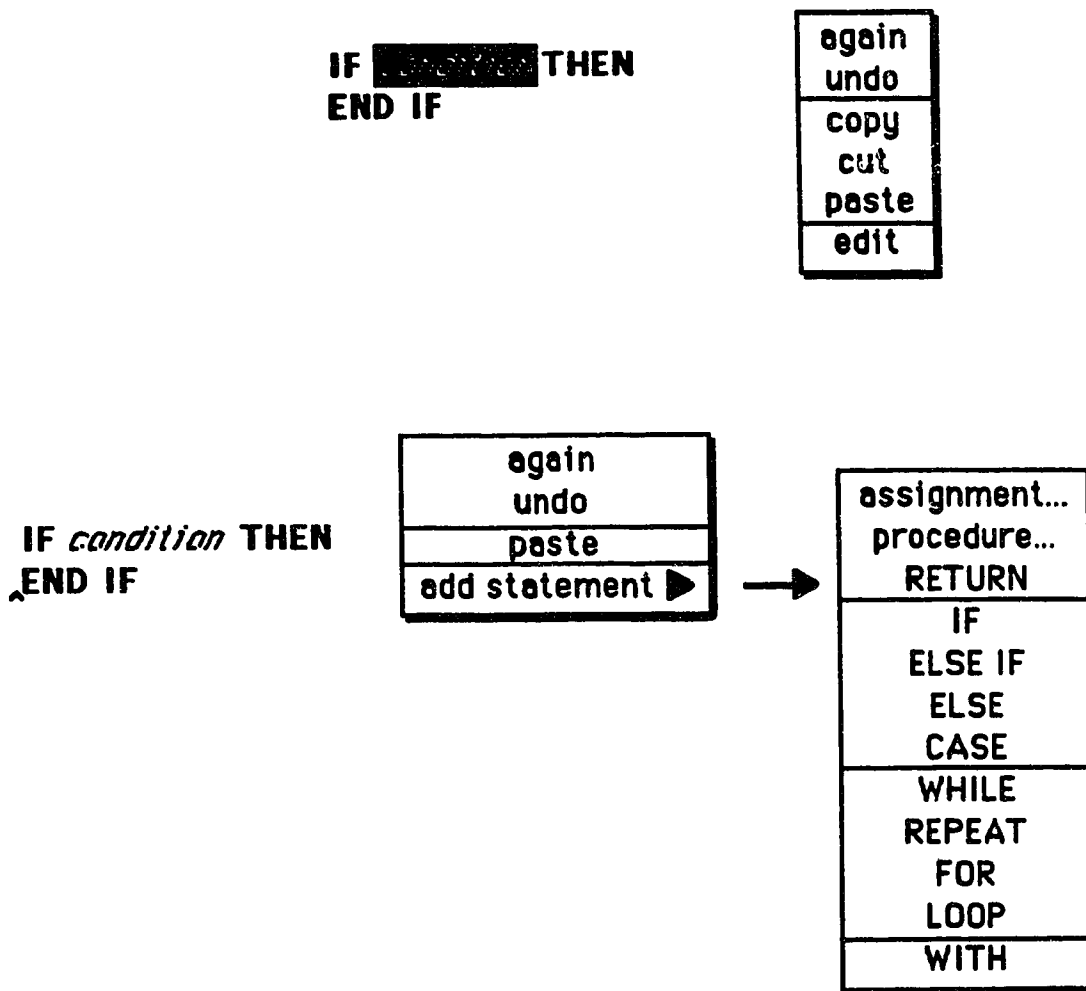 IF THEN
END IF
again
undo
copy
cut
paste
edit
IF condition THEN
END IF
again
undo
paste
add statement
assignment...
procedure...
RETURN
IF
ELSE IF
ELSE
CASE
WHILE
REPEAT
FOR
LOOP
WITH